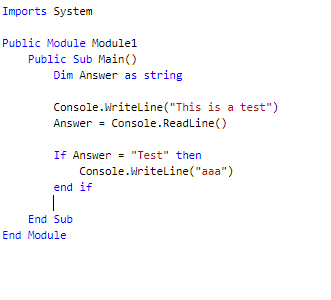 Imports System
Public Module Module1
Public Sub Main()
Dim Answer as string
Console.WriteLine("This is a test")
Answer = Console.ReadLine()
If Answer = "Test" then
Console.WriteLine("aaa")
end if
End Sub
End Module